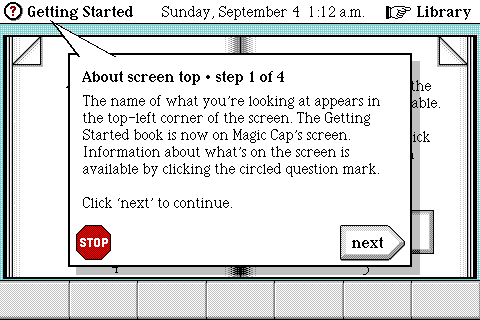 Getting Started Sunday, September 4 1:12 a.m. Library
About screen top • step 1 of 4
The name of what you're looking at appears in
the top-left corner of the screen. The Getting
Started book is now on Magic Cap's screen.
Information about what's on the screen is
available by clicking the circled question mark.
Click 'next' to continue.
STOP
next
the
able.
ick